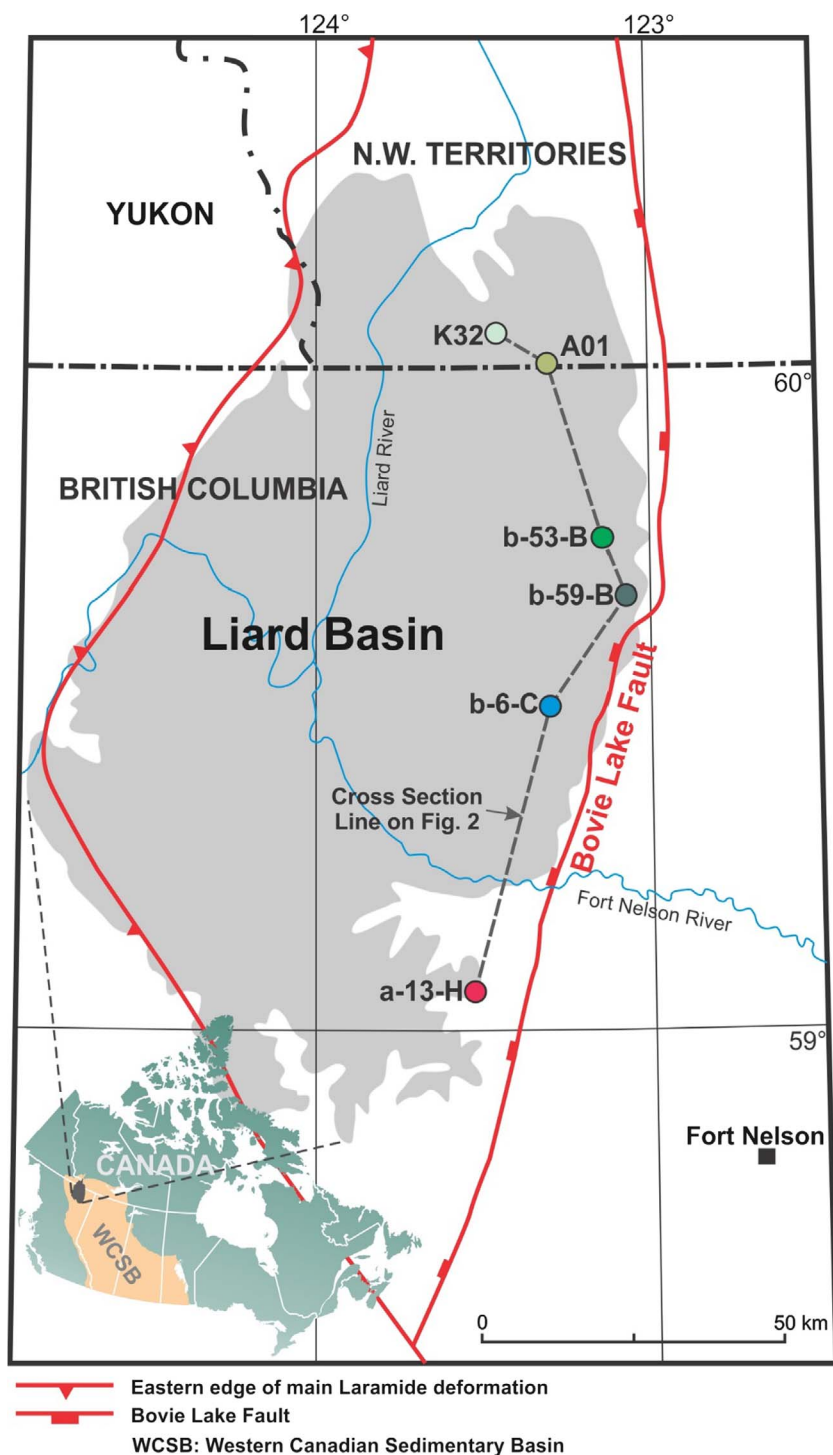 124°
123°
N.W. TERRITORIES
YUKON
K32
A01
60°
BRITISH COLUMBIA
Liard River
b-53-B
b-59-B
Liard Basin
b-6-C
Bovie Lake Fault
Cross Section
Line on Fig. 2
Fort Nelson River
a-13-H
59°
Fort Nelson
CANADA
WCSB
0
50 km
Eastern edge of main Laramide deformation
Bovie Lake Fault
WCSB: Western Canadian Sedimentary Basin